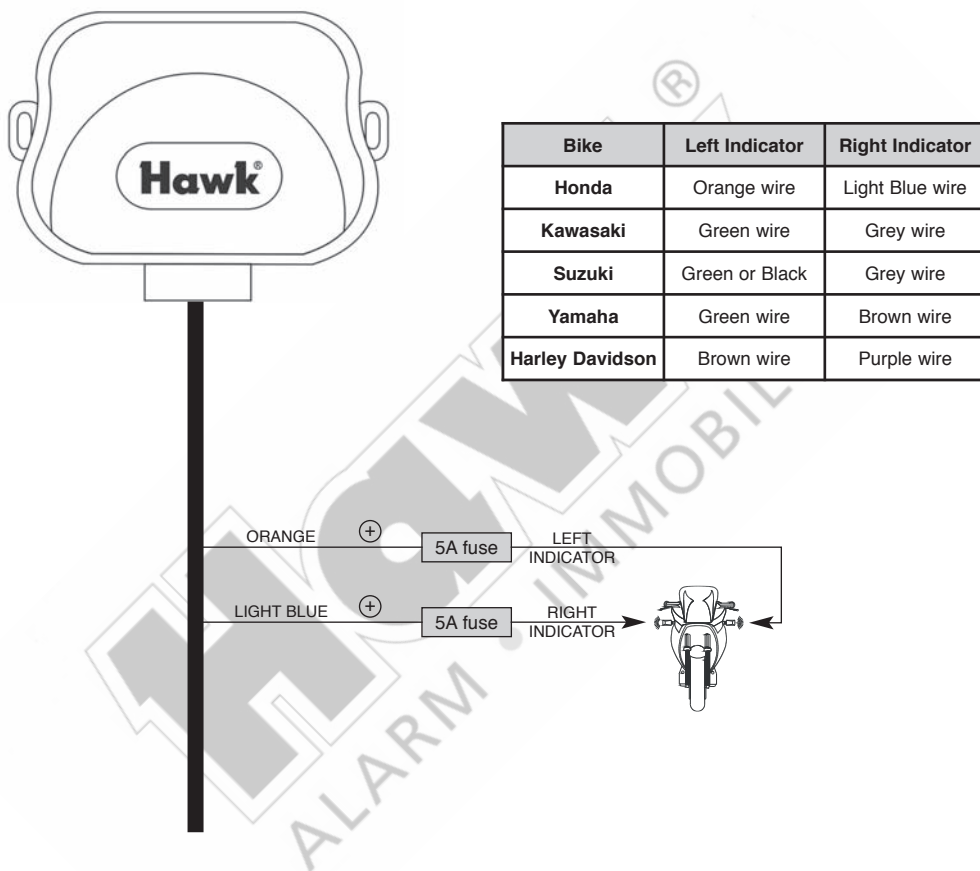 Hawk®
Bike Left Indicator Right Indicator
Honda Orange wire Light Blue wire
Kawasaki Green wire Grey wire
Suzuki Green or Black Grey wire
Yamaha Green wire Brown wire
Harley Davidson Brown wire Purple wire
ORANGE + 5A fuse LEFT
INDICATOR
LIGHT BLUE + 5A fuse RIGHT
INDICATOR
Hawk ®
ALARM • IMMOBIL